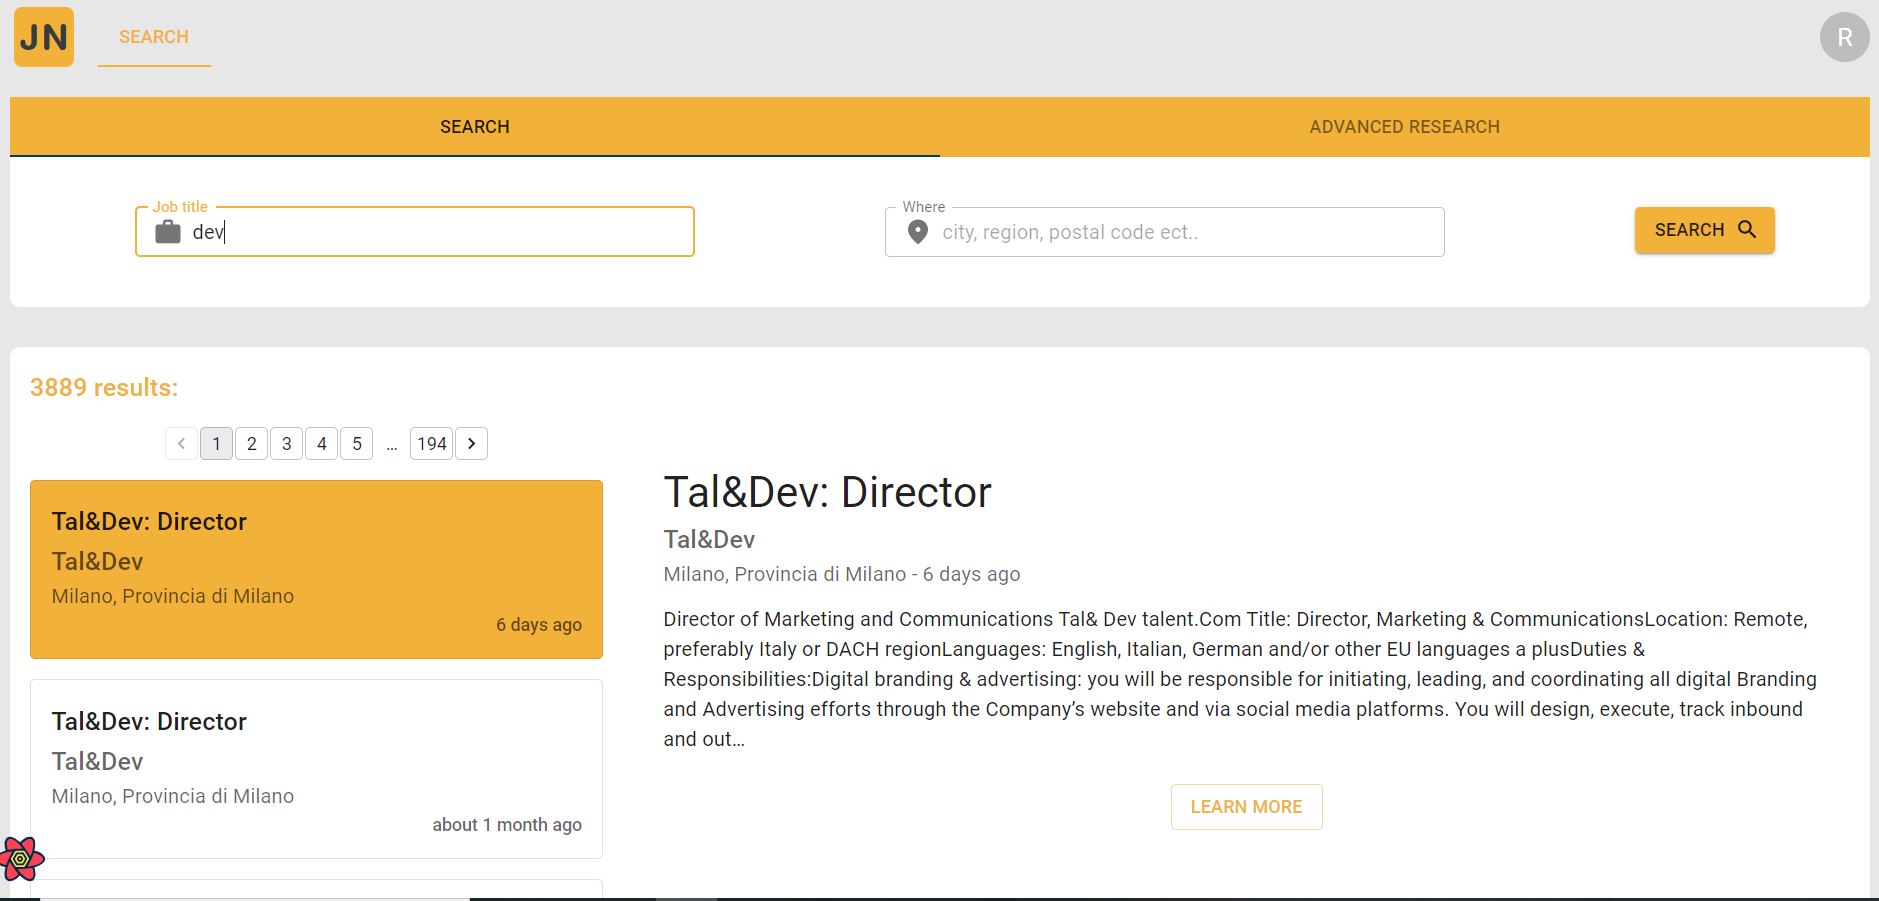 JN
SEARCH
R
SEARCH
ADVANCED RESEARCH
Job title
dev
Where
city, region, postal code ect..
SEARCH
3889 results:
1 2 3 4 5 ... 194
Tal&Dev: Director
Tal&Dev
Milano, Provincia di Milano
6 days ago
Tal&Dev: Director
Tal&Dev
Milano, Provincia di Milano
about 1 month ago
Tal&Dev: Director
Tal&Dev
Milano, Provincia di Milano - 6 days ago
Director of Marketing and Communications Tal& Dev talent.Com Title: Director, Marketing & CommunicationsLocation: Remote,
preferably Italy or DACH regionLanguages: English, Italian, German and/or other EU languages a plusDuties &
Responsibilities:Digital branding & advertising: you will be responsible for initiating, leading, and coordinating all digital Branding
and Advertising efforts through the Company’s website and via social media platforms. You will design, execute, track inbound
and out…
LEARN MORE